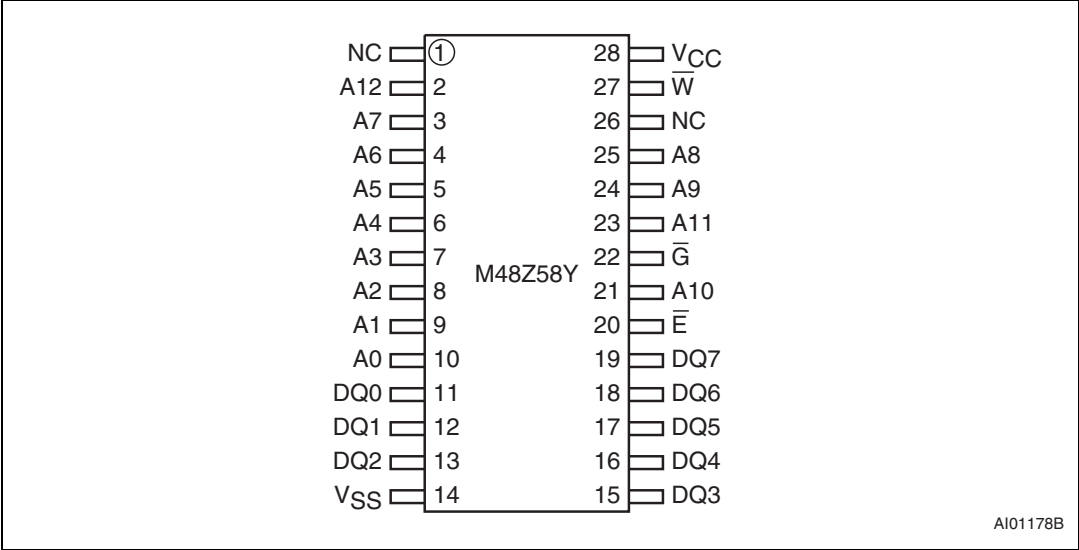 NC 1 28 VCC
A12 2 27 W̅
A7 3 26 NC
A6 4 25 A8
A5 5 24 A9
A4 6 23 A11
A3 7 22 G̅
M48Z58Y
A2 8 21 A10
A1 9 20 E̅
A0 10 19 DQ7
DQ0 11 18 DQ6
DQ1 12 17 DQ5
DQ2 13 16 DQ4
VSS 14 15 DQ3
AI01178B